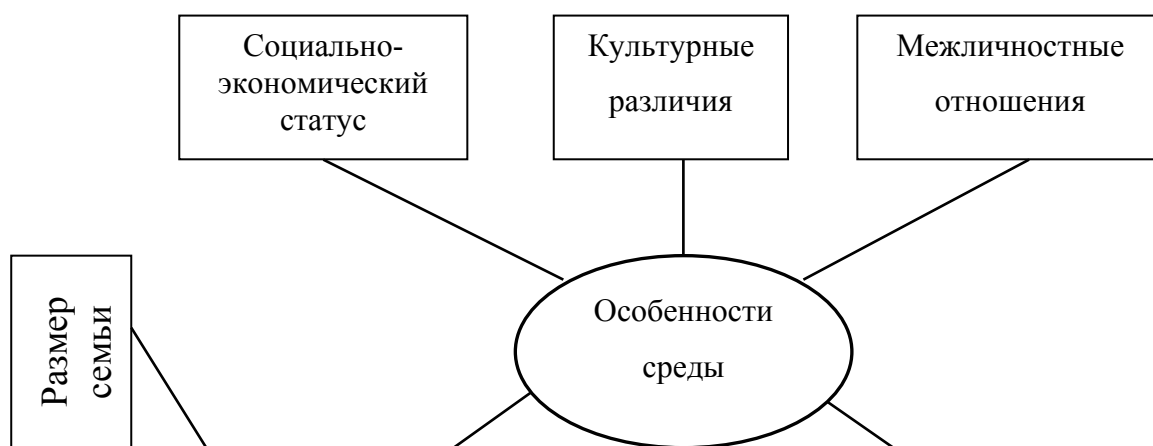 Социально-
экономический
статус
Культурные
различия
Межличностные
отношения
Размер
семьи
Особенности
среды